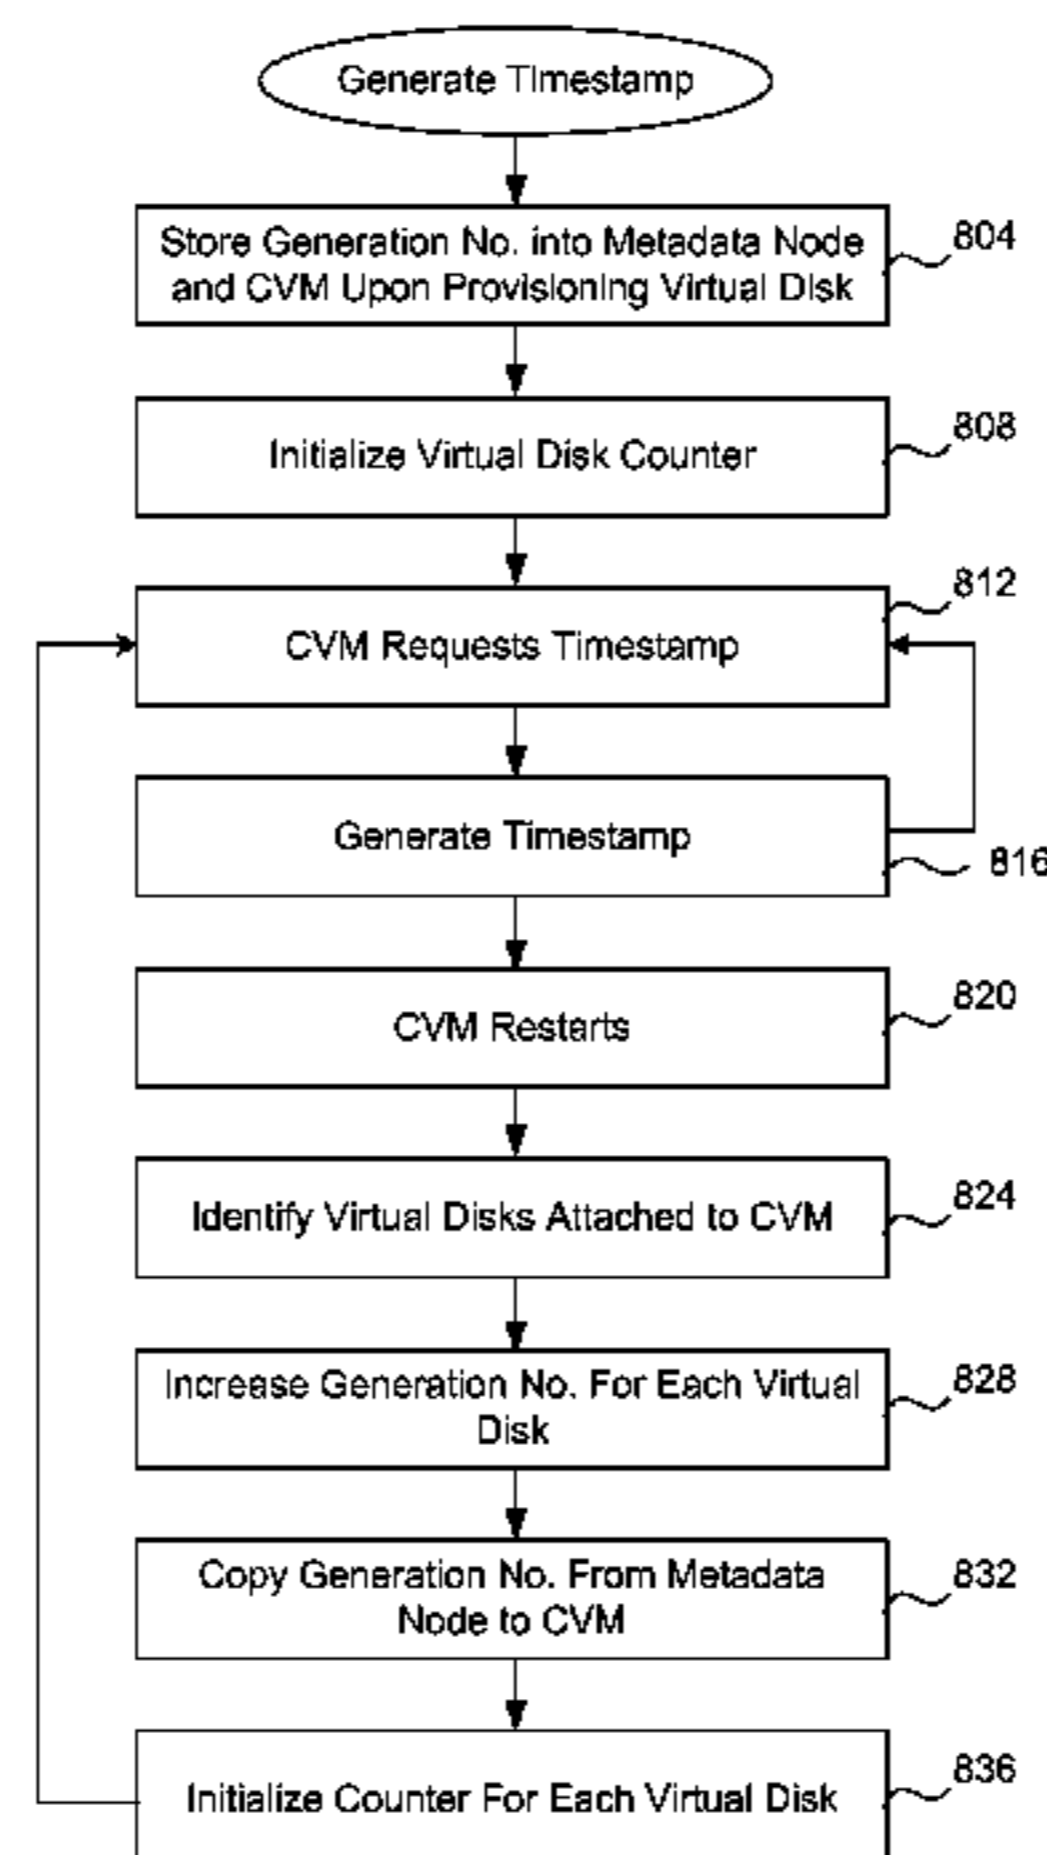 Generate Timestamp
Store Generation No. into Metadata Node
and CVM Upon Provisioning Virtual Disk
804
Initialize Virtual Disk Counter
808
CVM Requests Timestamp
812
Generate Timestamp
816
CVM Restarts
820
Identify Virtual Disks Attached to CVM
824
Increase Generation No. For Each Virtual
Disk
828
Copy Generation No. From Metadata
Node to CVM
832
Initialize Counter For Each Virtual Disk
836